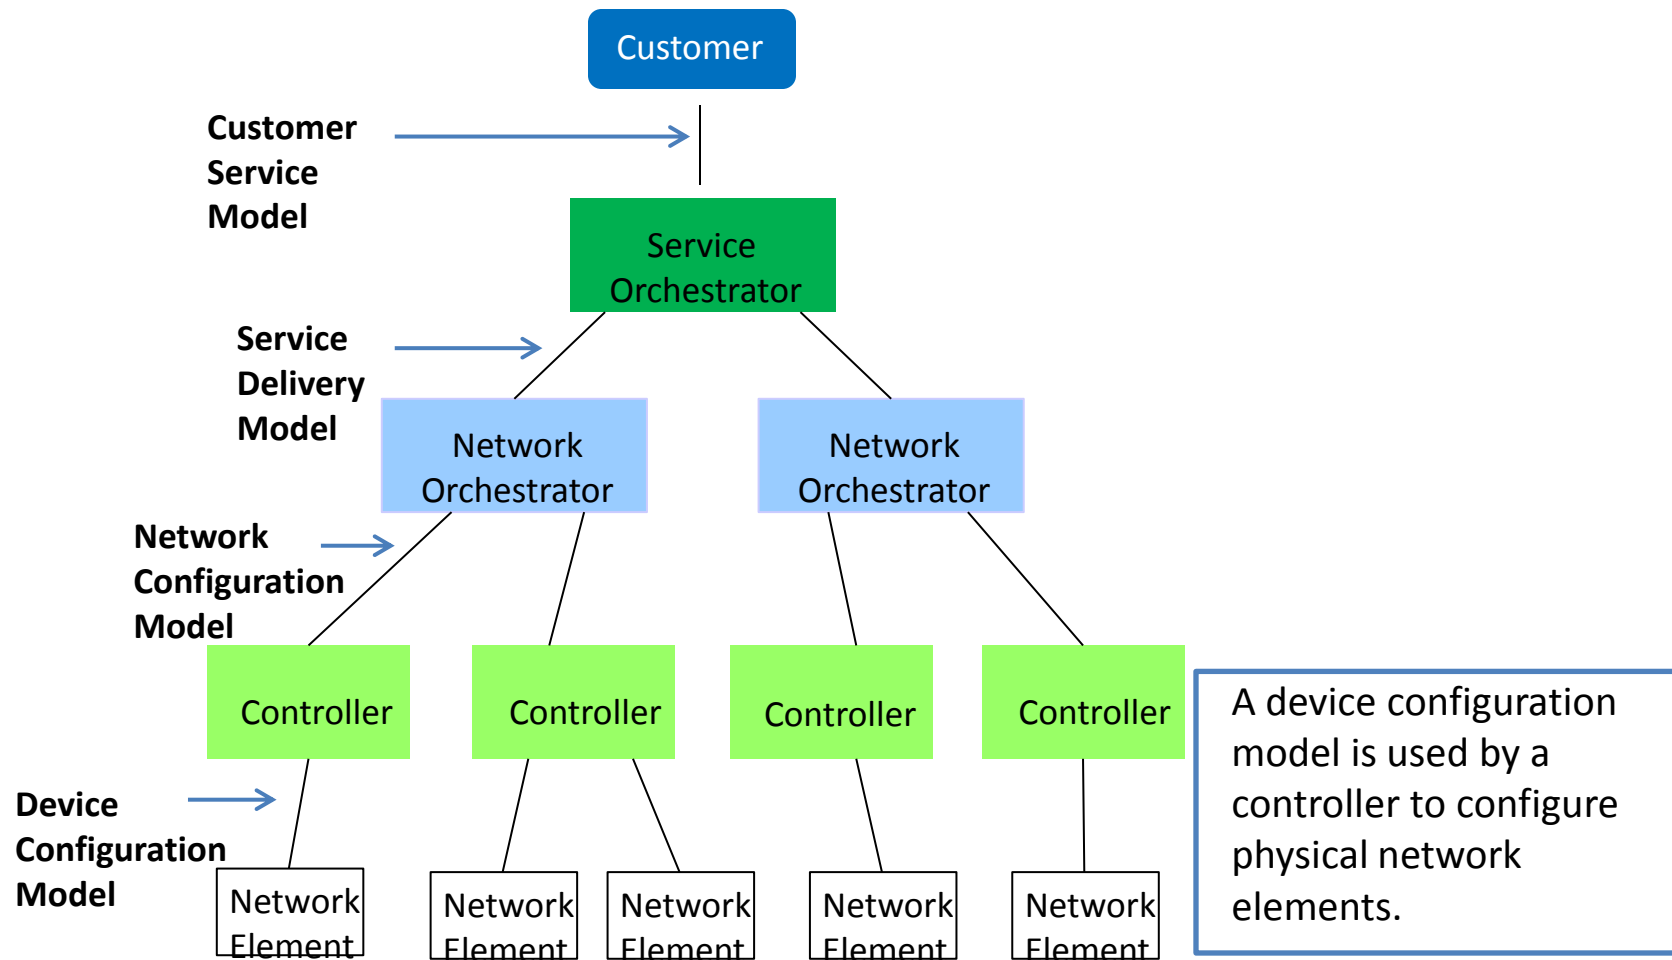 Customer
Customer
Service
Model
Service
Orchestrator
Service
Delivery
Model
Network
Orchestrator
Network
Orchestrator
Network
Configuration
Model
Controller
Controller
Controller
Controller
A device configuration
model is used by a
controller to configure
physical network
elements.
Device
Configuration
Model
Network
Element
Network
Element
Network
Element
Network
Element
Network
Element